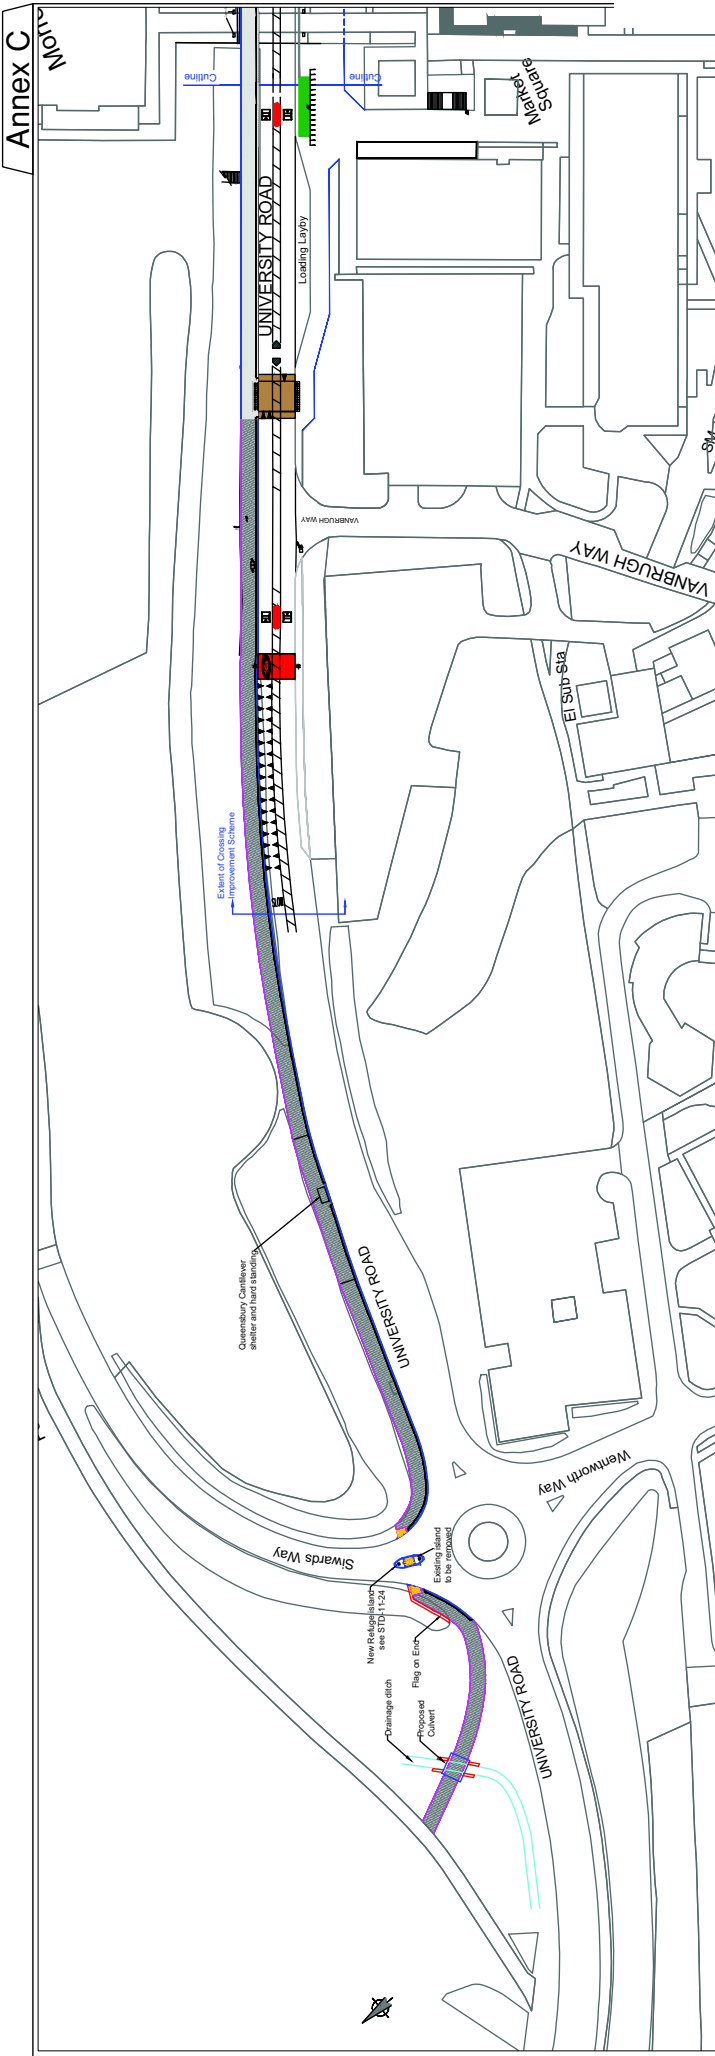 Annex C
Cutline
Cutline
Market
Square
UNIVERSITY ROAD
Loading Layby
VANBRUGH WAY
VANBRUGH WAY
El Sub Sta
Extent of Crossing
Improvement Scheme
Queensbury Cantilever
shelter and hard standing
UNIVERSITY ROAD
Wentworth Way
Siwards Way
Existing island
to be removed
New Refuge island
see STD-11-24
Flag on End
Drainage ditch
Proposed
Culvert
UNIVERSITY ROAD